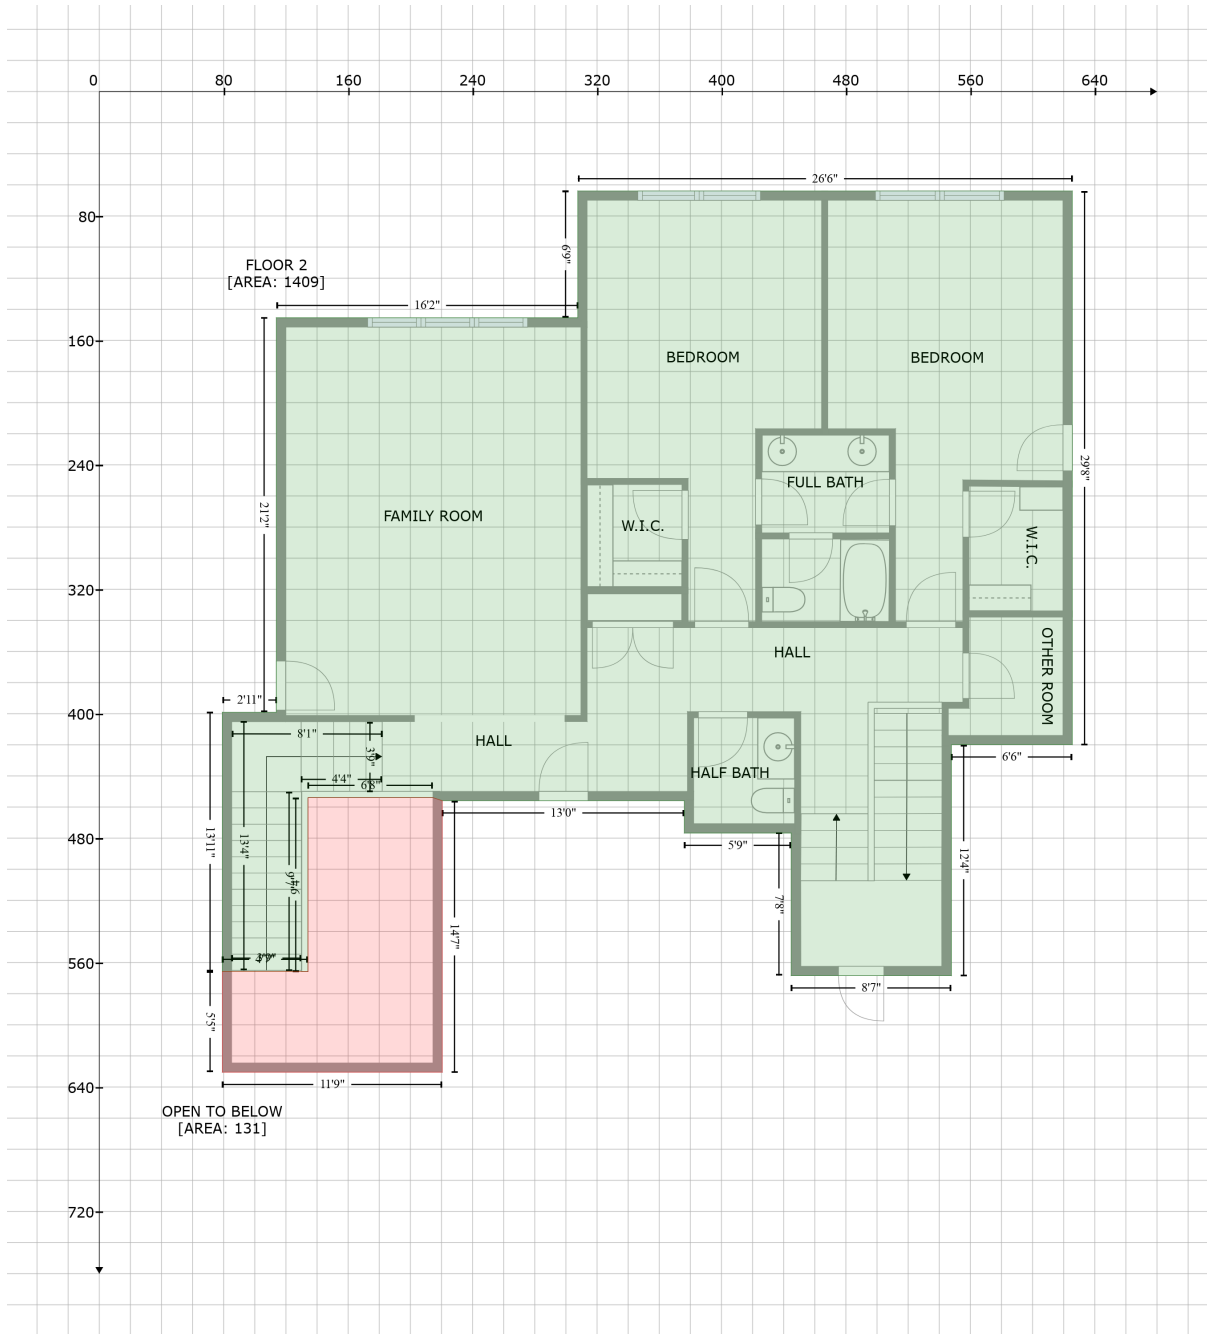 0 80 160 240 320 400 480 560 640
26'6"
80
6'9"
FLOOR 2
[AREA: 1409]
16'2"
160
BEDROOM
BEDROOM
240
29'8"
FULL BATH
21'2"
FAMILY ROOM
W.I.C.
W.I.C.
320
HALL
OTHER ROOM
2'11"
400
8'1"
HALL
3'9"
6'6"
4'4"
6'8"
HALF BATH
13'0"
480
13'11"
13'4"
5'9"
12'4"
7'8"
14'7"
560
8'7"
5'5"
640
11'9"
OPEN TO BELOW
[AREA: 131]
720